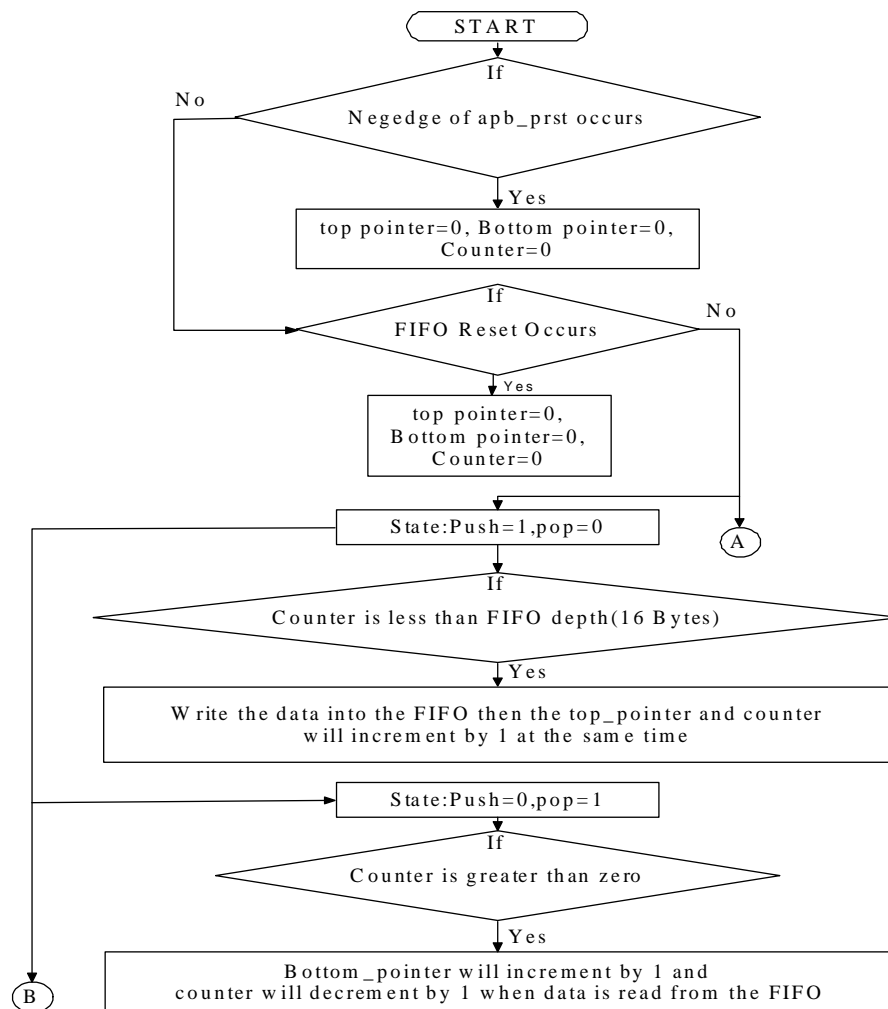 START
If
No
Negedge of apb_prst occurs
Yes
top pointer=0, Bottom pointer=0,
Counter=0
If
No
FIFO Reset Occurs
Yes
top pointer=0,
Bottom pointer=0,
Counter=0
State:Push=1,pop=0
A
If
Counter is less than FIFO depth(16 Bytes)
Yes
Write the data into the FIFO then the top_pointer and counter
will increment by 1 at the same time
State:Push=0,pop=1
If
Counter is greater than zero
Yes
B
Bottom_pointer will increment by 1 and
counter will decrement by 1 when data is read from the FIFO